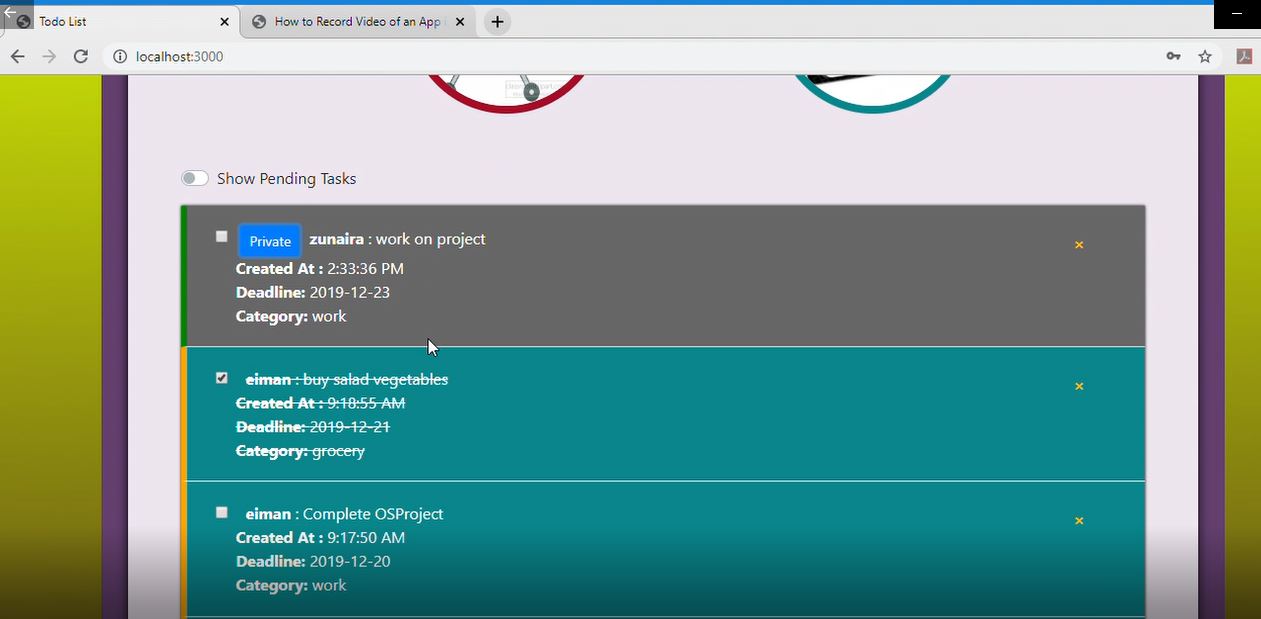 Todo List
How to Record Video of an App
localhost:3000
Show Pending Tasks
Private zunaira : work on project
Created At : 2:33:36 PM
Deadline: 2019-12-23
Category: work
eiman : buy salad vegetables
Created At : 9:18:55 AM
Deadline: 2019-12-21
Category: grocery
eiman : Complete OSProject
Created At : 9:17:50 AM
Deadline: 2019-12-20
Category: work